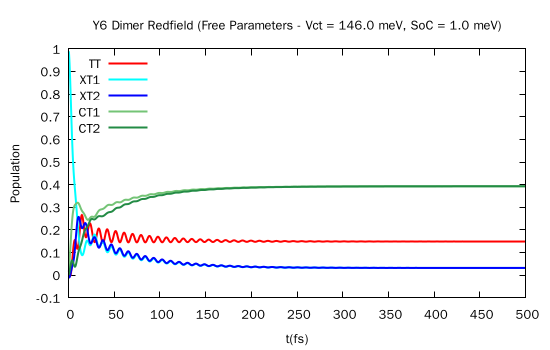 Y6 Dimer Redfield (Free Parameters - Vct = 146.0 meV, SoC = 1.0 meV)
1
0.9
0.8
0.7
0.6
0.5
0.4
0.3
0.2
0.1
0
-0.1
Population
TT
XT1
XT2
CT1
CT2
0 50 100 150 200 250 300 350 400 450 500
t(fs)